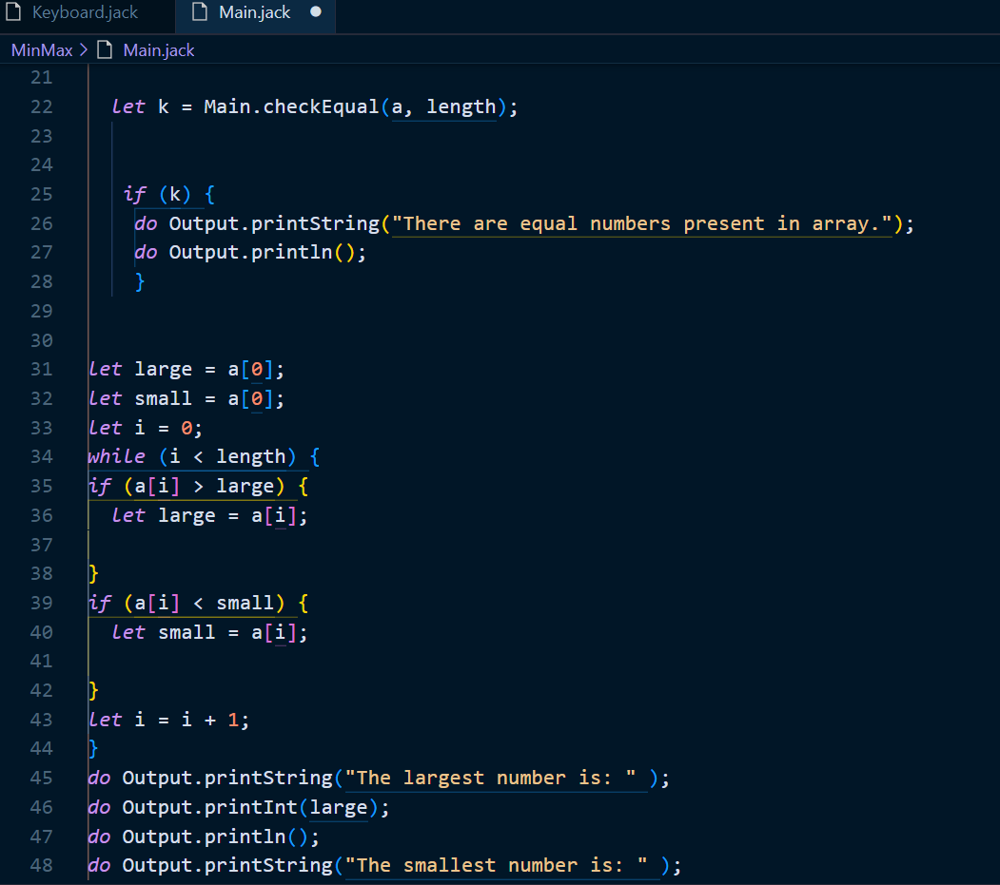 Keyboard.jack Main.jack
MinMax > Main.jack
21
22 let k = Main.checkEqual(a, length);
23
24
25 if (k) {
26 do Output.printString("There are equal numbers present in array.");
27 do Output.println();
28 }
29
30
31 let large = a[0];
32 let small = a[0];
33 let i = 0;
34 while (i < length) {
35 if (a[i] > large) {
36 let large = a[i];
37
38 }
39 if (a[i] < small) {
40 let small = a[i];
41
42 }
43 let i = i + 1;
44 }
45 do Output.printString("The largest number is: " );
46 do Output.printInt(large);
47 do Output.println();
48 do Output.printString("The smallest number is: " );